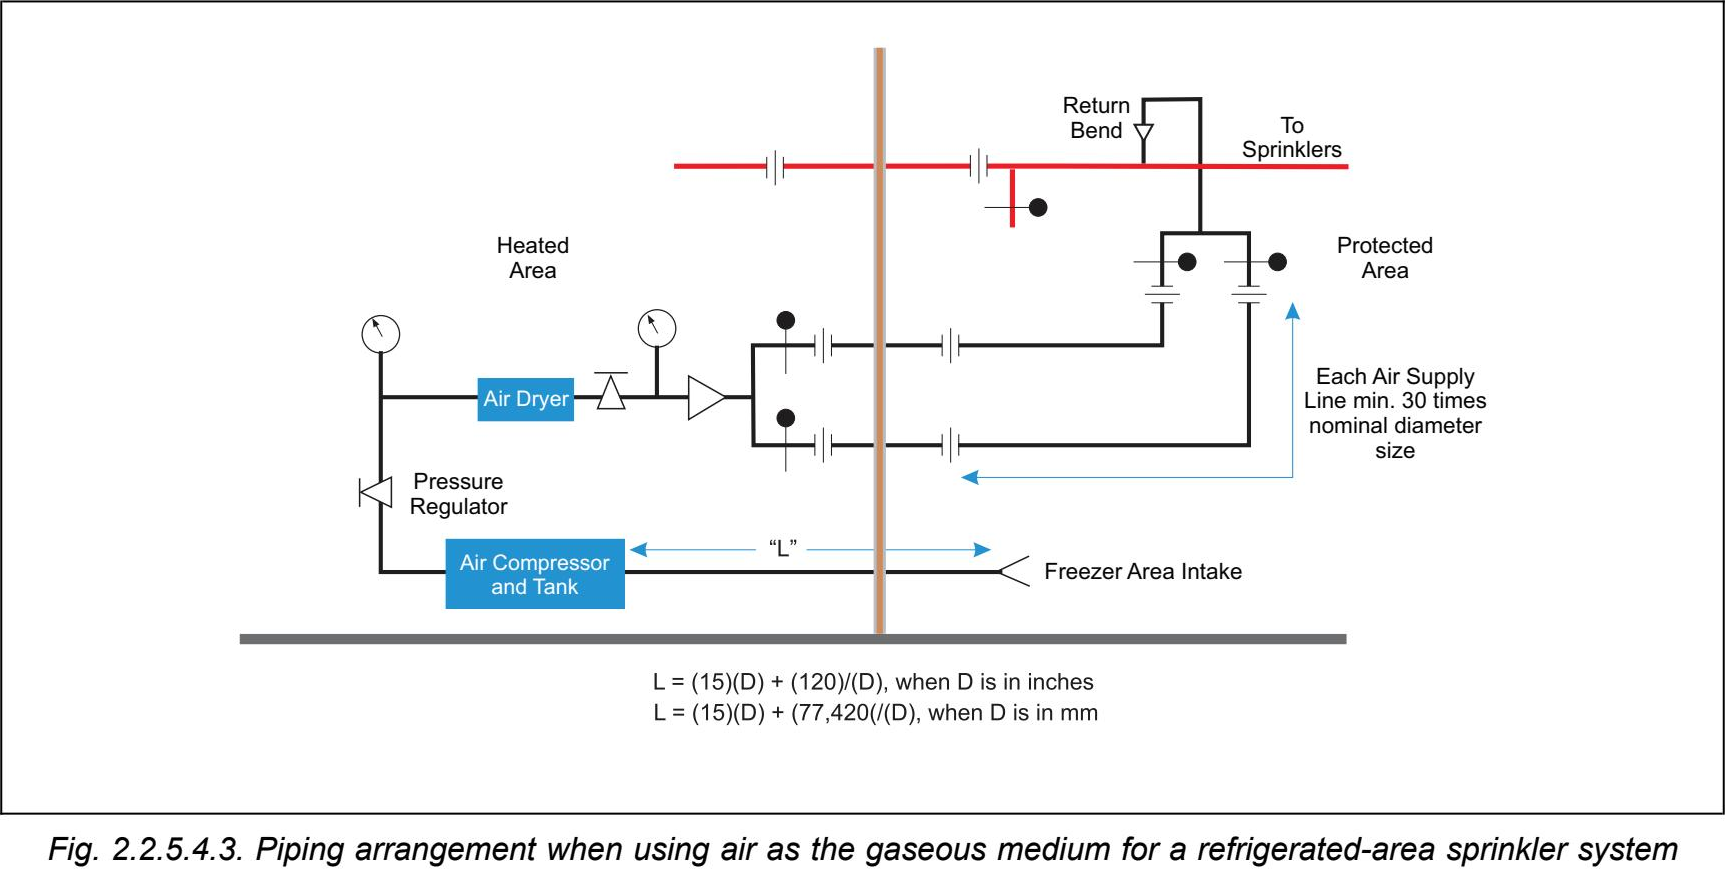 Return
Bend
To
Sprinklers
Heated
Area
Protected
Area
Air Dryer
Each Air Supply
Line min. 30 times
nominal diameter
size
Pressure
Regulator
“L”
Air Compressor
and Tank
Freezer Area Intake
L = (15)(D) + (120)/(D), when D is in inches
L = (15)(D) + (77,420(/(D), when D is in mm
Fig. 2.2.5.4.3. Piping arrangement when using air as the gaseous medium for a refrigerated-area sprinkler system